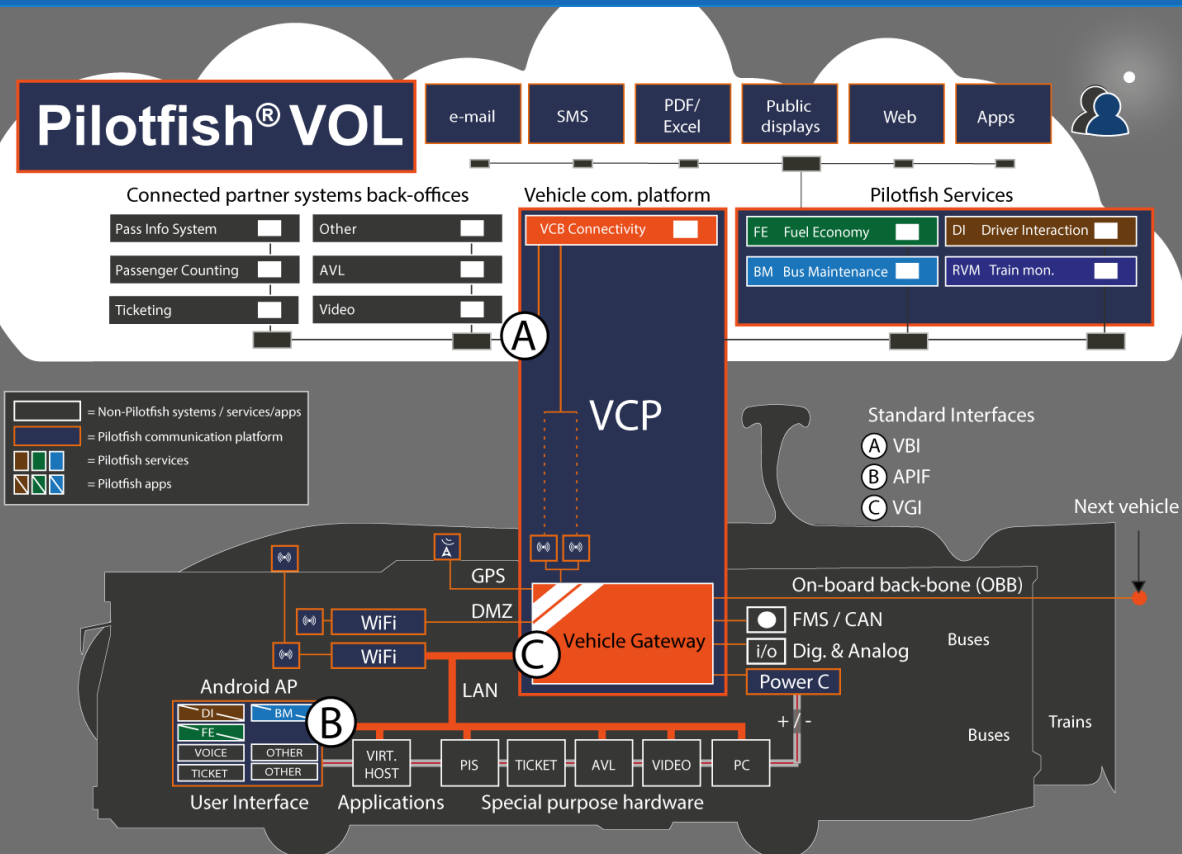 Pilotfish® VOL
e-mail
SMS
PDF/
Excel
Public
displays
Web
Apps
Connected partner systems back-offices
Vehicle com. platform
Pilotfish Services
Pass Info System
Other
Passenger Counting
AVL
Ticketing
Video
VCB Connectivity
FE Fuel Economy
DI Driver Interaction
BM Bus Maintenance
RVM Train mon.
A
VCP
= Non-Pilotfish systems / services/apps
= Pilotfish communication platform
= Pilotfish services
= Pilotfish apps
Standard Interfaces
A VBI
B APIF
C VGI
Next vehicle
GPS
DMZ
WiFi
WiFi
C
Vehicle Gateway
On-board back-bone (OBB)
FMS / CAN
i/o Dig. & Analog
Power C
+ / -
Buses
Buses
Trains
LAN
Android AP
B
DI
BM
FE
VOICE
OTHER
TICKET
OTHER
VIRT.
HOST
PIS
TICKET
AVL
VIDEO
PC
User Interface
Applications
Special purpose hardware